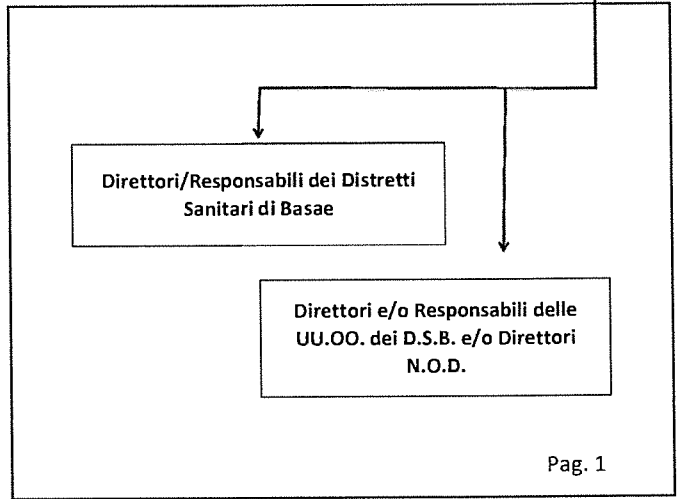 Direttori/Responsabili dei Distretti
Sanitari di Basae
Direttori e/o Responsabili delle
UU.OO. dei D.S.B. e/o Direttori
N.O.D.
Pag. 1